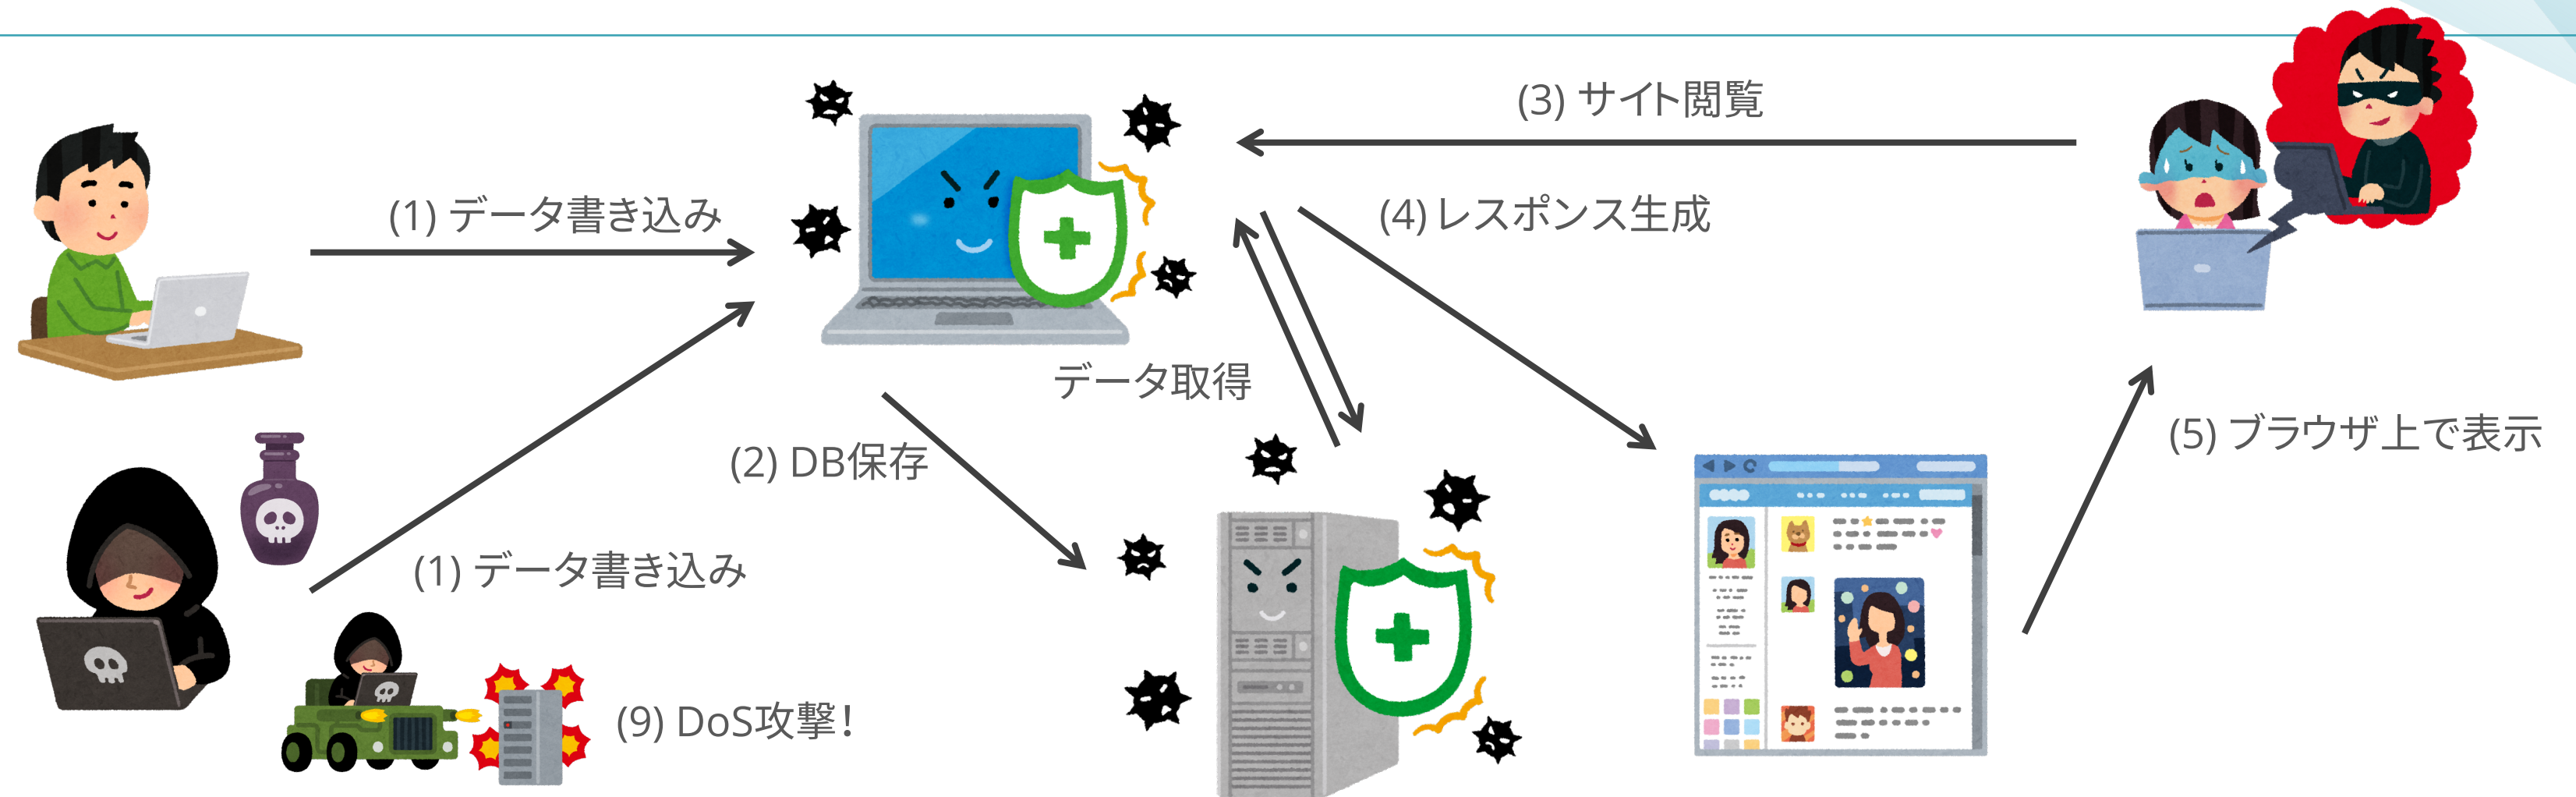 (3) サイト閲覧
(1) データ書き込み
(4) レスポンス生成
データ取得
(2) DB保存
(5) ブラウザ上で表示
(1) データ書き込み
(9) DoS攻撃！